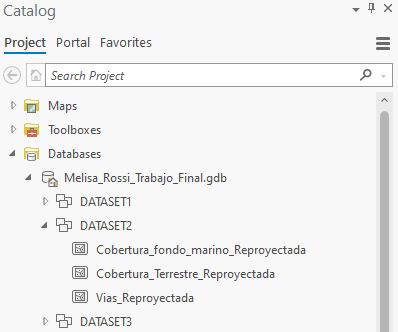 Catalog
Project Portal Favorites
Search Project
Maps
Toolboxes
Databases
Melisa_Rossi_Trabajo_Final.gdb
DATASET1
DATASET2
Cobertura_fondo_marino_Reproyectada
Cobertura_Terrestre_Reproyectada
Vias_Reproyectada
DATASET3